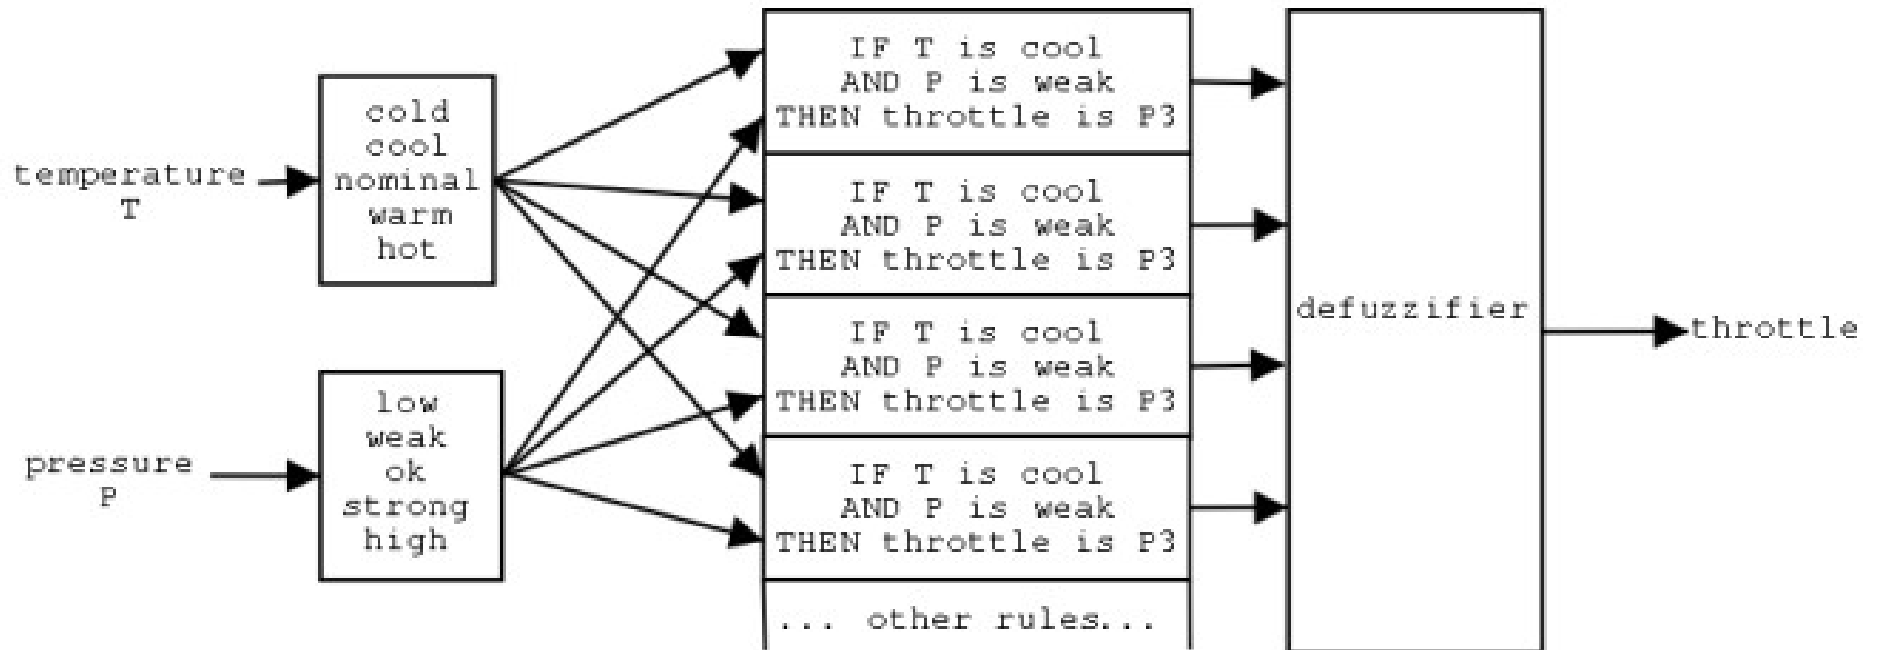 temperature
T
cold
cool
nominal
warm
hot
pressure
P
low
weak
ok
strong
high
IF T is cool
AND P is weak
THEN throttle is P3
IF T is cool
AND P is weak
THEN throttle is P3
IF T is cool
AND P is weak
THEN throttle is P3
IF T is cool
AND P is weak
THEN throttle is P3
... other rules...
defuzzifier
throttle